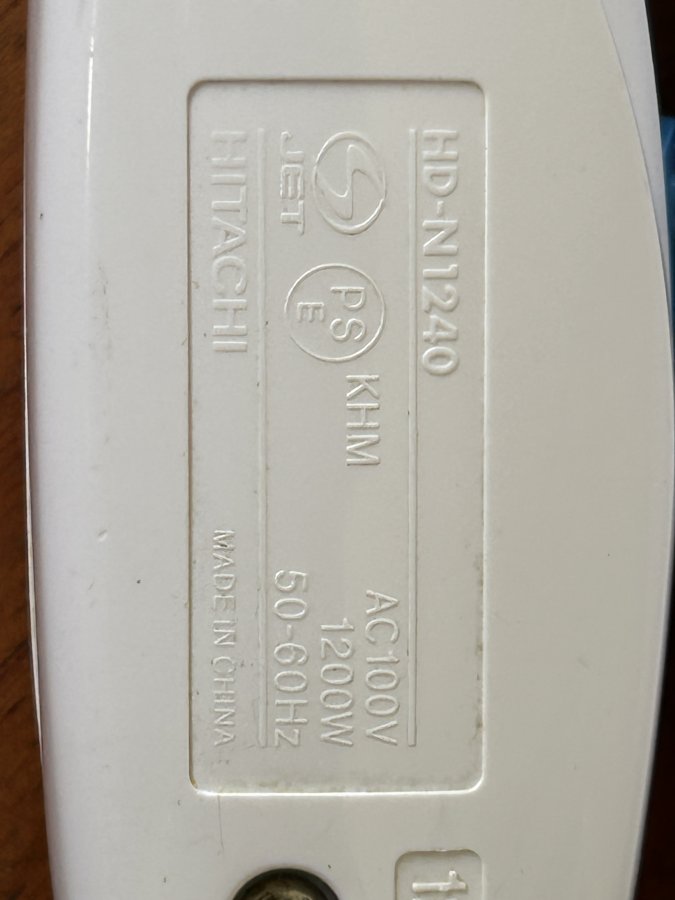 HD-N1240
JET
PS
E
KHM
AC100V
1200W
50-60Hz
HITACHI
MADE IN CHINA